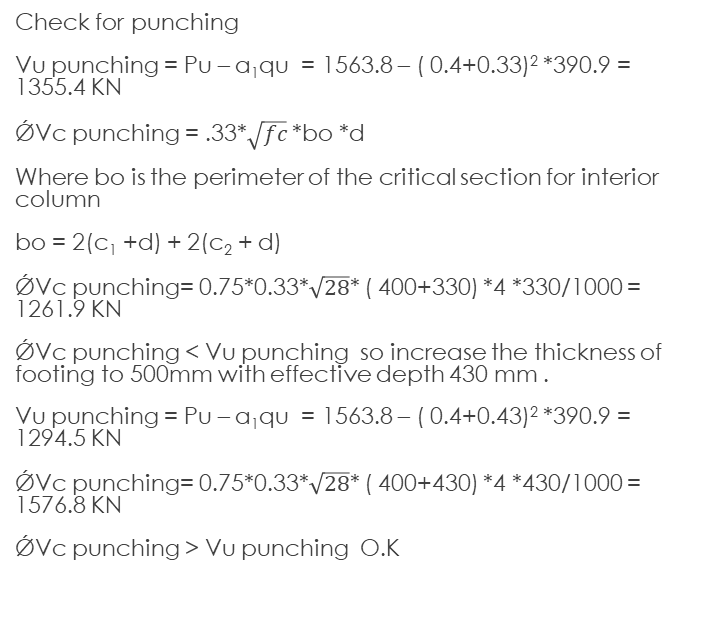 Check for punching
Vu punching = Pu – a₁qu = 1563.8 – ( 0.4+0.33)² *390.9 =
1355.4 KN
ǾVc punching = .33*√fc *bo *d
Where bo is the perimeter of the critical section for interior
column
bo = 2(c₁ +d) + 2(c₂ + d)
ǾVc punching= 0.75*0.33*√28* ( 400+330) *4 *330/1000 =
1261.9 KN
ǾVc punching < Vu punching so increase the thickness of
footing to 500mm with effective depth 430 mm .
Vu punching = Pu – a₁qu = 1563.8 – ( 0.4+0.43)² *390.9 =
1294.5 KN
ǾVc punching= 0.75*0.33*√28* ( 400+430) *4 *430/1000 =
1576.8 KN
ǾVc punching > Vu punching O.K